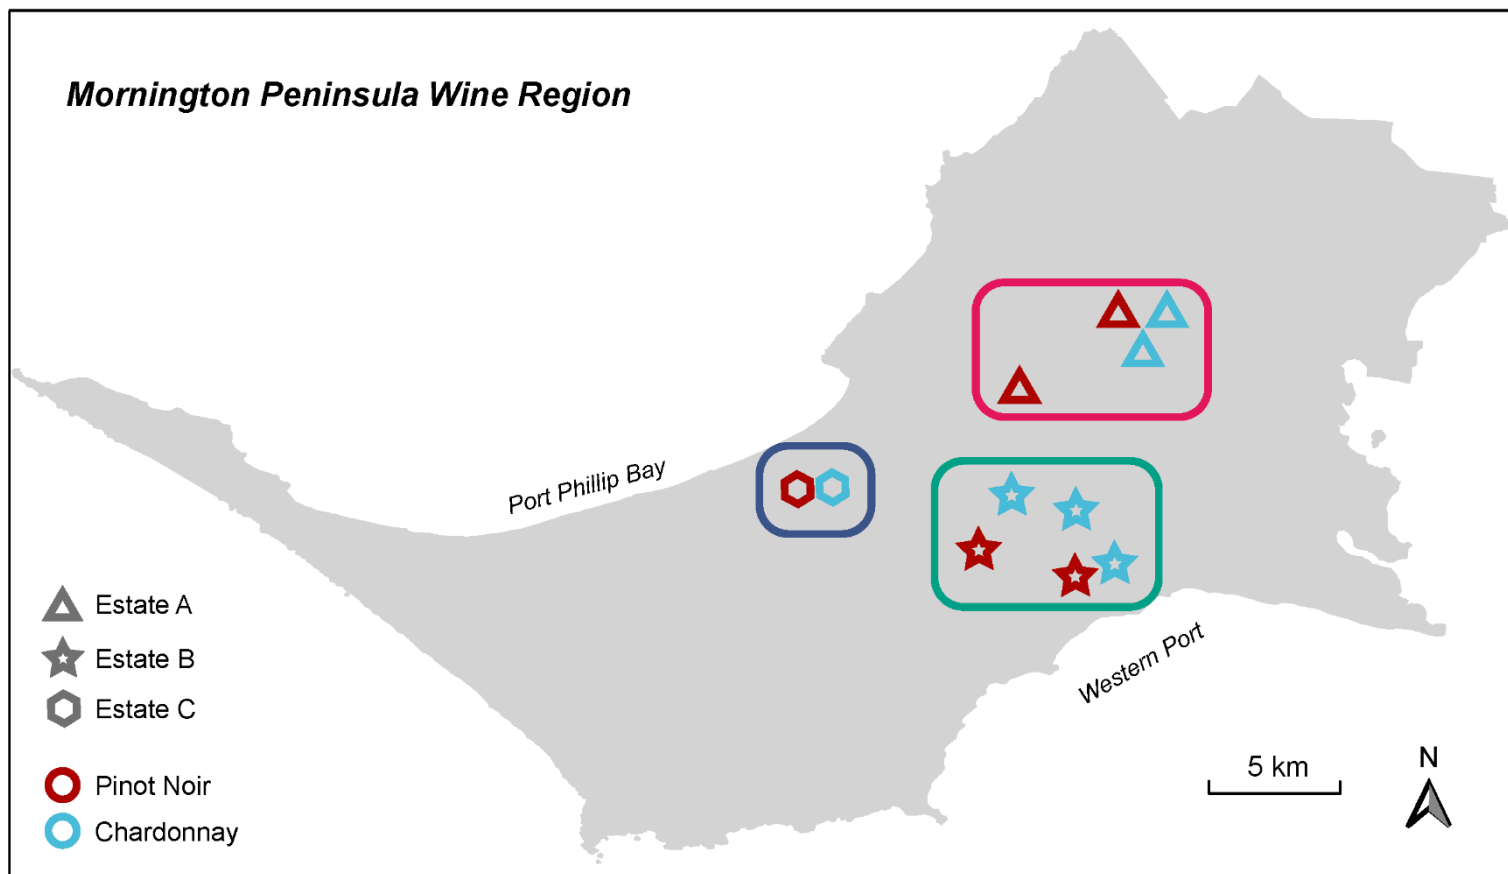 Mornington Peninsula Wine Region
Port Phillip Bay
Western Port
Estate A
Estate B
Estate C
Pinot Noir
Chardonnay
5 km
N